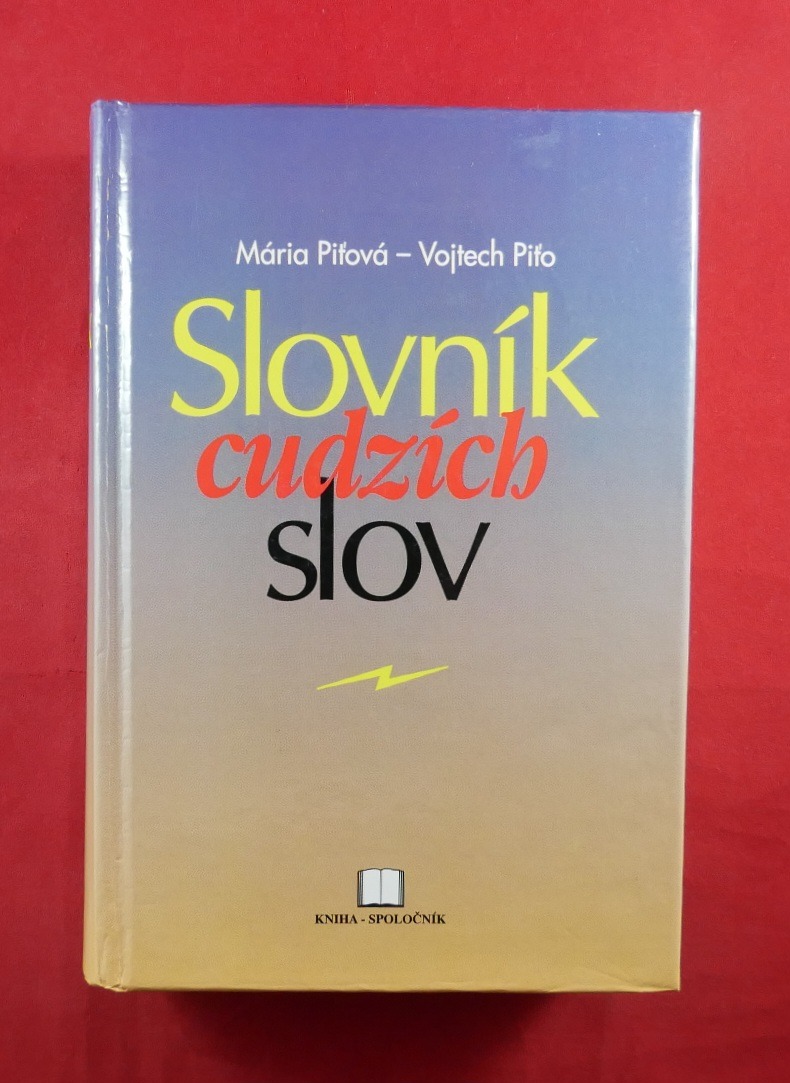 Mária Piťová – Vojtech Piťo
Slovník
cudzích
slov
KNIHA - SPOLOČNÍK